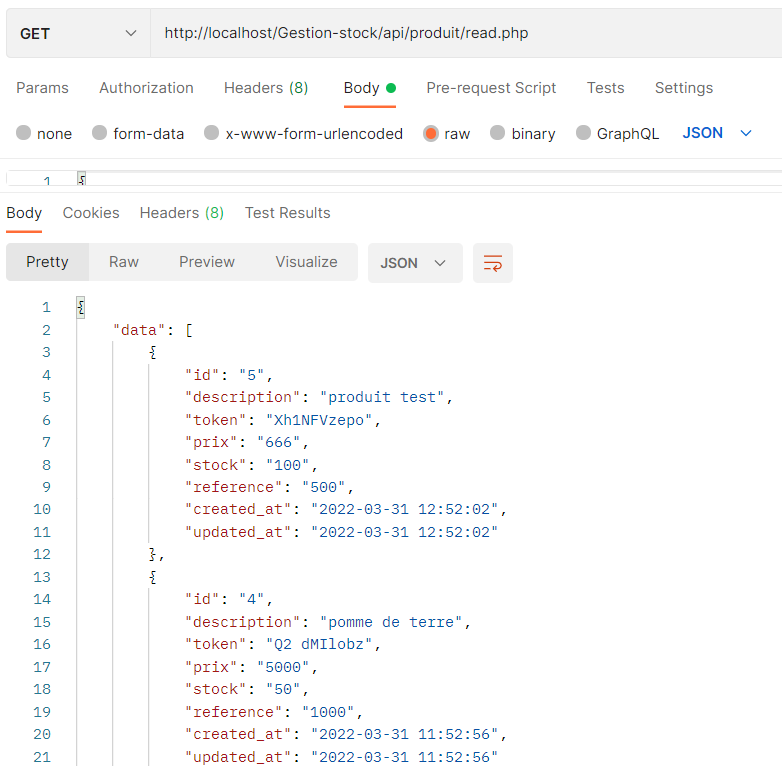 GET http://localhost/Gestion-stock/api/produit/read.php
Params Authorization Headers (8) Body Pre-request Script Tests Settings
none form-data x-www-form-urlencoded raw binary GraphQL JSON
1 {
Body Cookies Headers (8) Test Results
Pretty Raw Preview Visualize JSON
1 {
2 "data": [
3 {
4 "id": "5",
5 "description": "produit test",
6 "token": "Xh1NFVzepo",
7 "prix": "666",
8 "stock": "100",
9 "reference": "500",
10 "created_at": "2022-03-31 12:52:02",
11 "updated_at": "2022-03-31 12:52:02"
12 },
13 {
14 "id": "4",
15 "description": "pomme de terre",
16 "token": "Q2 dMIlobz",
17 "prix": "5000",
18 "stock": "50",
19 "reference": "1000",
20 "created_at": "2022-03-31 11:52:56",
21 "updated_at": "2022-03-31 11:52:56"